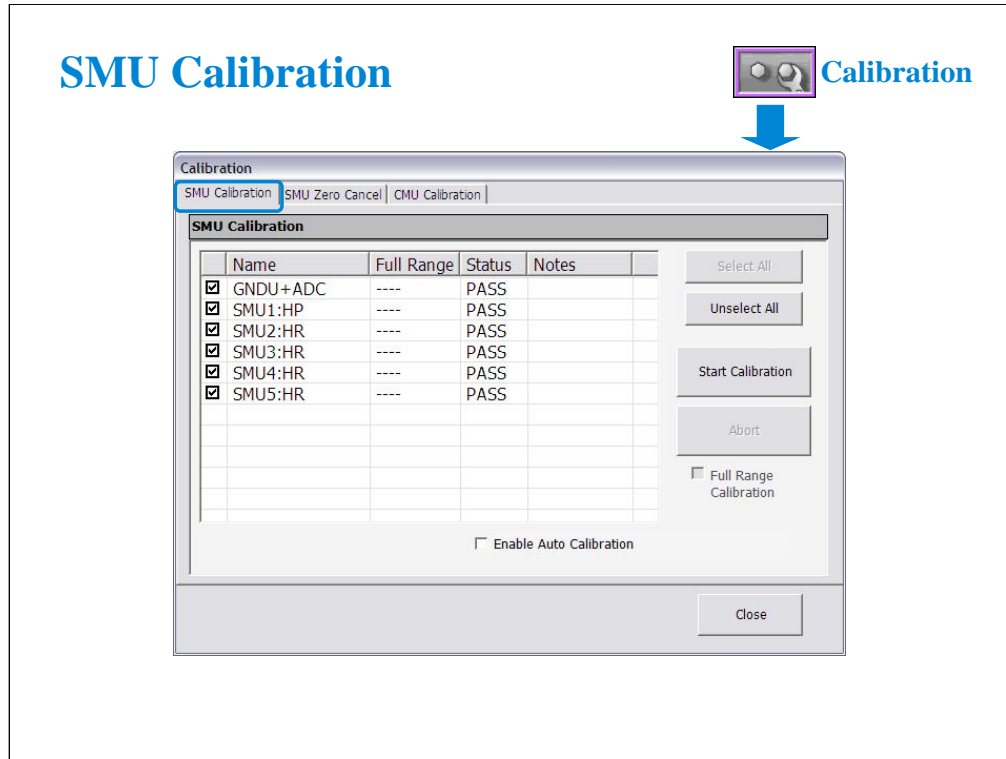 SMU Calibration
Calibration
Calibration
SMU Calibration SMU Zero Cancel CMU Calibration
SMU Calibration
Name Full Range Status Notes
GNDU+ADC ---- PASS
SMU1:HP ---- PASS
SMU2:HR ---- PASS
SMU3:HR ---- PASS
SMU4:HR ---- PASS
SMU5:HR ---- PASS
Select All
Unselect All
Start Calibration
Abort
Full Range
Calibration
Enable Auto Calibration
Close